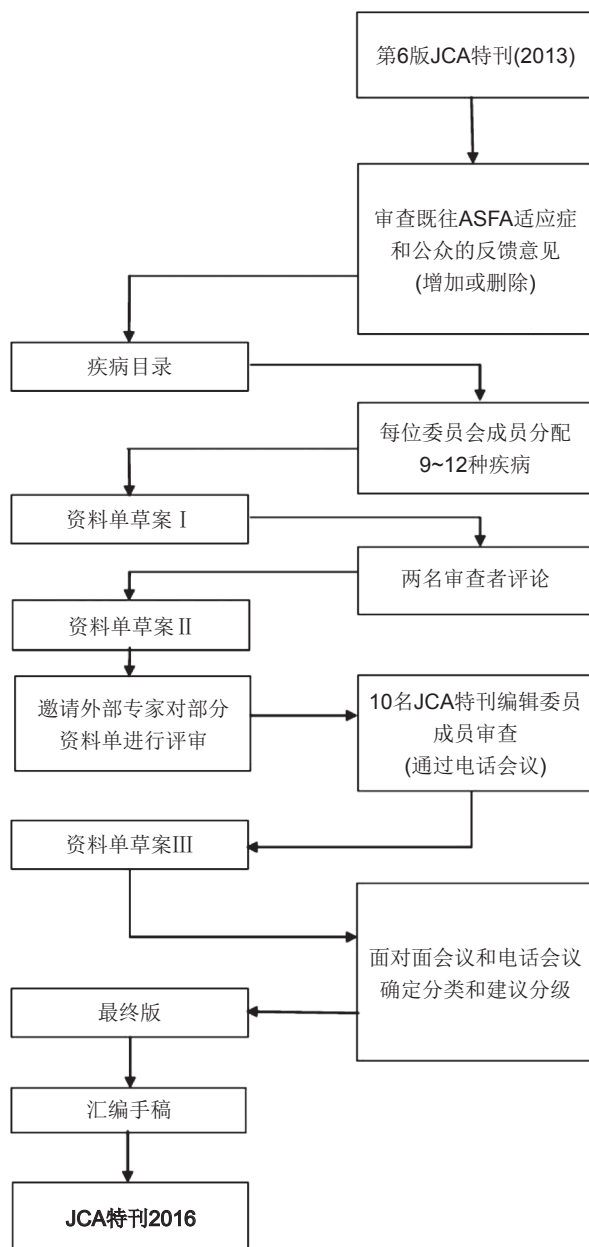 第6版JCA特刊(2013)
审查既往ASFA适应症
和公众的反馈意见
(增加或删除)
疾病目录
每位委员会成员分配
9~12种疾病
资料单草案Ⅰ
两名审查者评论
资料单草案Ⅱ
邀请外部专家对部分
资料单进行评审
10名JCA特刊编辑委员
成员审查
(通过电话会议)
资料单草案Ⅲ
面对面会议和电话会议
确定分类和建议分级
最终版
汇编手稿
JCA特刊2016